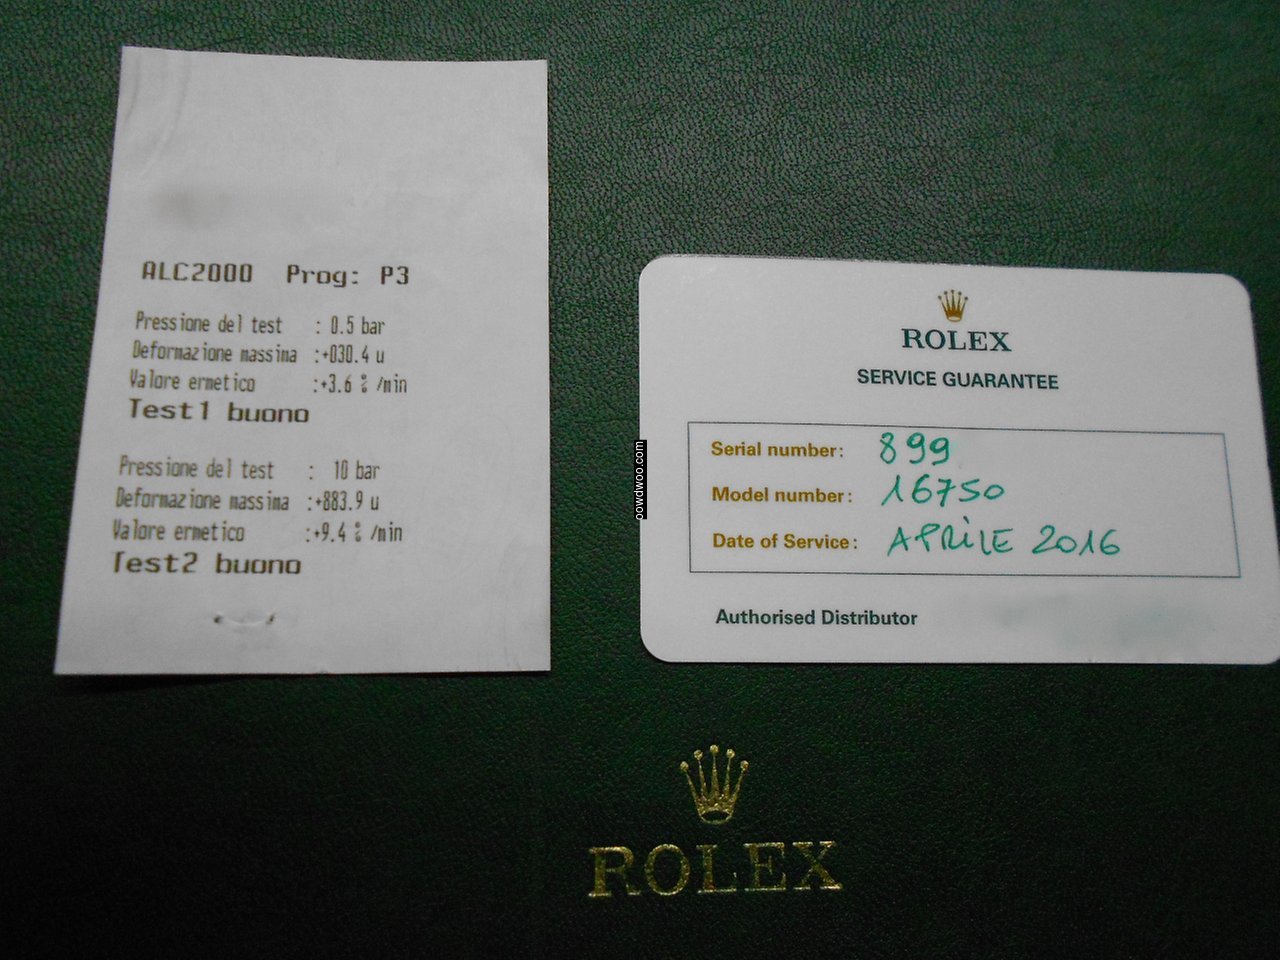 ALC2000 Prog: P3
Pressione del test : 0.5 bar
Deformazione massima :+030.4 u
Valore ermetico :+3.6 % /min
Test1 buono
Pressione del test : 10 bar
Deformazione massima :+883.9 u
Valore ermetico :+9.4 % /min
Test2 buono
oowdwoo.com
ROLEX
SERVICE GUARANTEE
Serial number: 899
Model number: 16750
Date of Service: APRILE 2016
Authorised Distributor
ROLEX